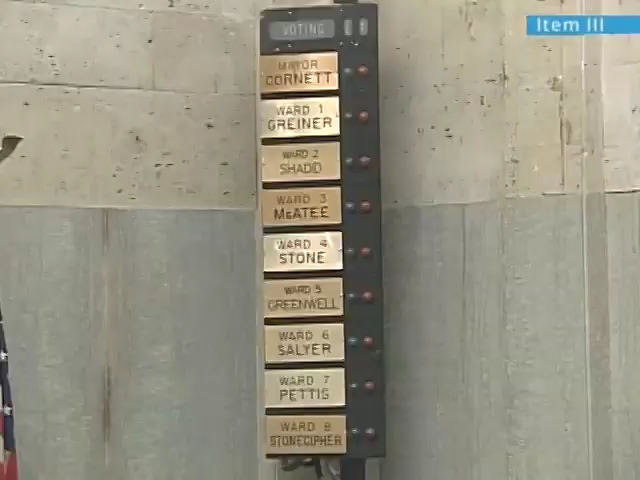 Item III
VOTING
MAYOR
CORNETT
WARD 1
GREINER
WARD 2
SHADID
WARD 3
McATEE
WARD 4
STONE
WARD 5
GREENWELL
WARD 6
SALYER
WARD 7
PETTIS
WARD 8
STONECIPHER